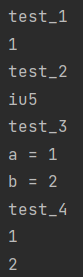 test_1
1
test_2
iu5
test_3
a = 1
b = 2
test_4
1
2